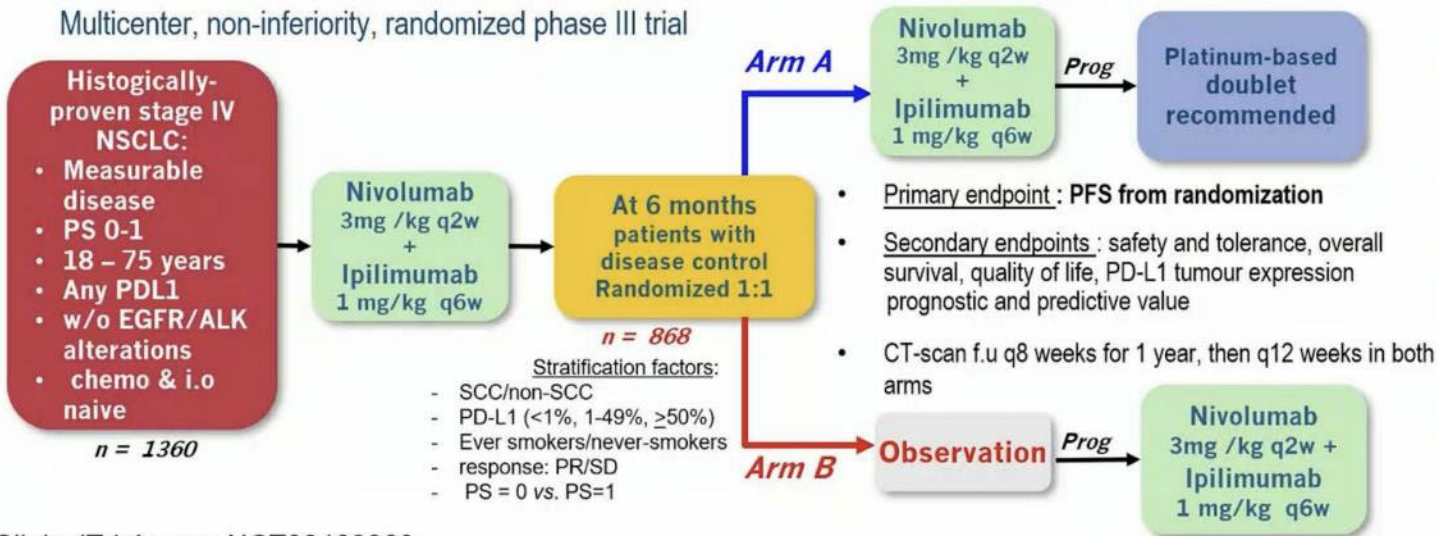 Multicenter, non-inferiority, randomized phase III trial
Histogically-
proven stage IV
NSCLC:
• Measurable
disease
• PS 0-1
• 18 – 75 years
• Any PDL1
• w/o EGFR/ALK
alterations
• chemo & i.o
naive
n = 1360
Nivolumab
3mg /kg q2w
+
Ipilimumab
1 mg/kg q6w
At 6 months
patients with
disease control
Randomized 1:1
n = 868
Stratification factors:
- SCC/non-SCC
- PD-L1 (<1%, 1-49%, ≥50%)
- Ever smokers/never-smokers
- response: PR/SD
- PS = 0 vs. PS=1
Arm A
Nivolumab
3mg /kg q2w
+
Ipilimumab
1 mg/kg q6w
Prog
Platinum-based
doublet
recommended
• Primary endpoint : PFS from randomization
• Secondary endpoints : safety and tolerance, overall
survival, quality of life, PD-L1 tumour expression
prognostic and predictive value
• CT-scan f.u q8 weeks for 1 year, then q12 weeks in both
arms
Arm B
Observation
Prog
Nivolumab
3mg /kg q2w +
Ipilimumab
1 mg/kg q6w